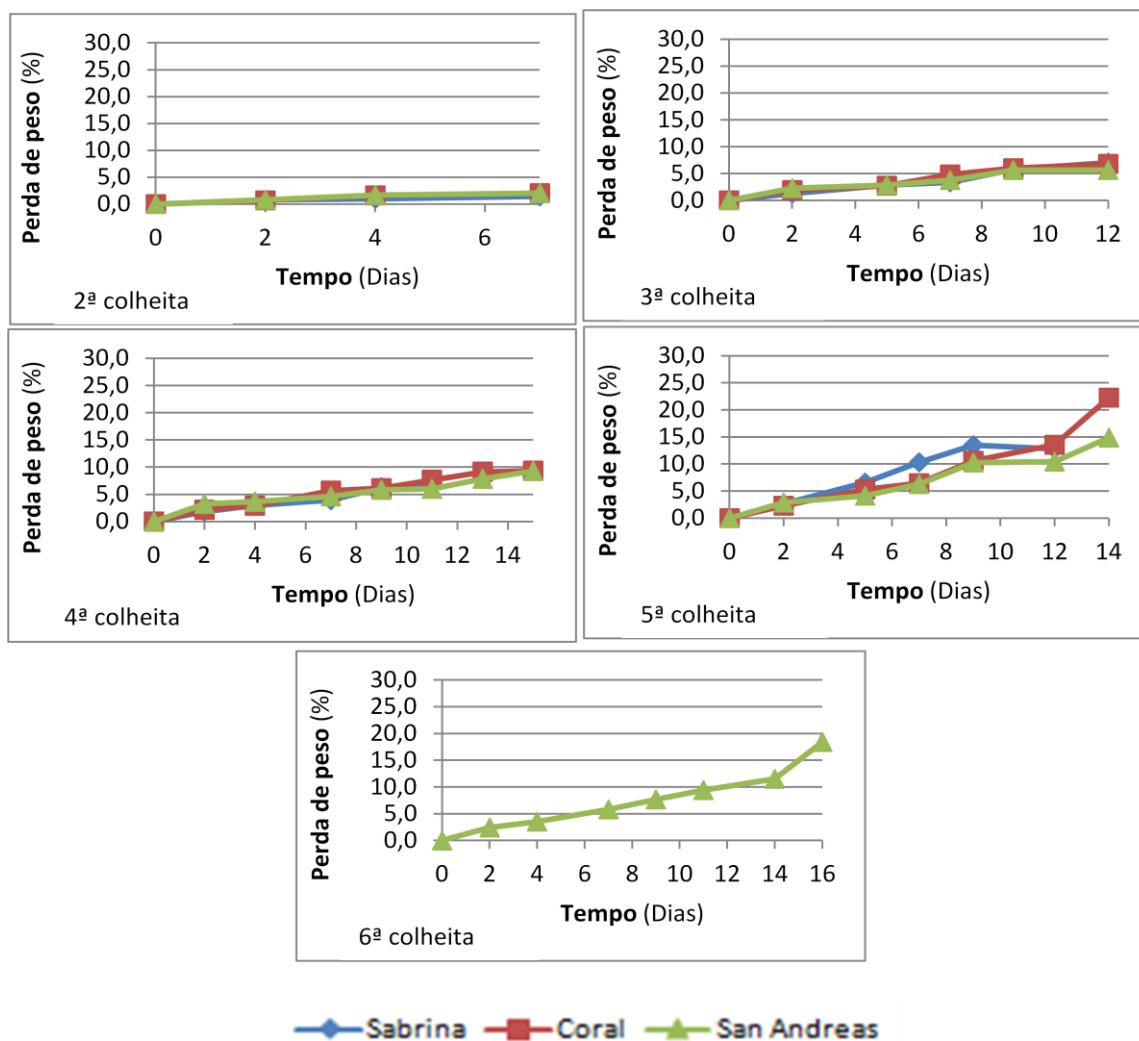 Perda de peso (%)
30,0
25,0
20,0
15,0
10,0
5,0
0,0
0 2 4 6
Tempo (Dias)
2ª colheita
Perda de peso (%)
30,0
25,0
20,0
15,0
10,0
5,0
0,0
0 2 4 6 8 10 12
Tempo (Dias)
3ª colheita
Perda de peso (%)
30,0
25,0
20,0
15,0
10,0
5,0
0,0
0 2 4 6 8 10 12 14
Tempo (Dias)
4ª colheita
Perda de peso (%)
30,0
25,0
20,0
15,0
10,0
5,0
0,0
0 2 4 6 8 10 12 14
Tempo (Dias)
5ª colheita
Perda de peso (%)
30,0
25,0
20,0
15,0
10,0
5,0
0,0
0 2 4 6 8 10 12 14 16
Tempo (Dias)
6ª colheita
Sabrina Coral San Andreas